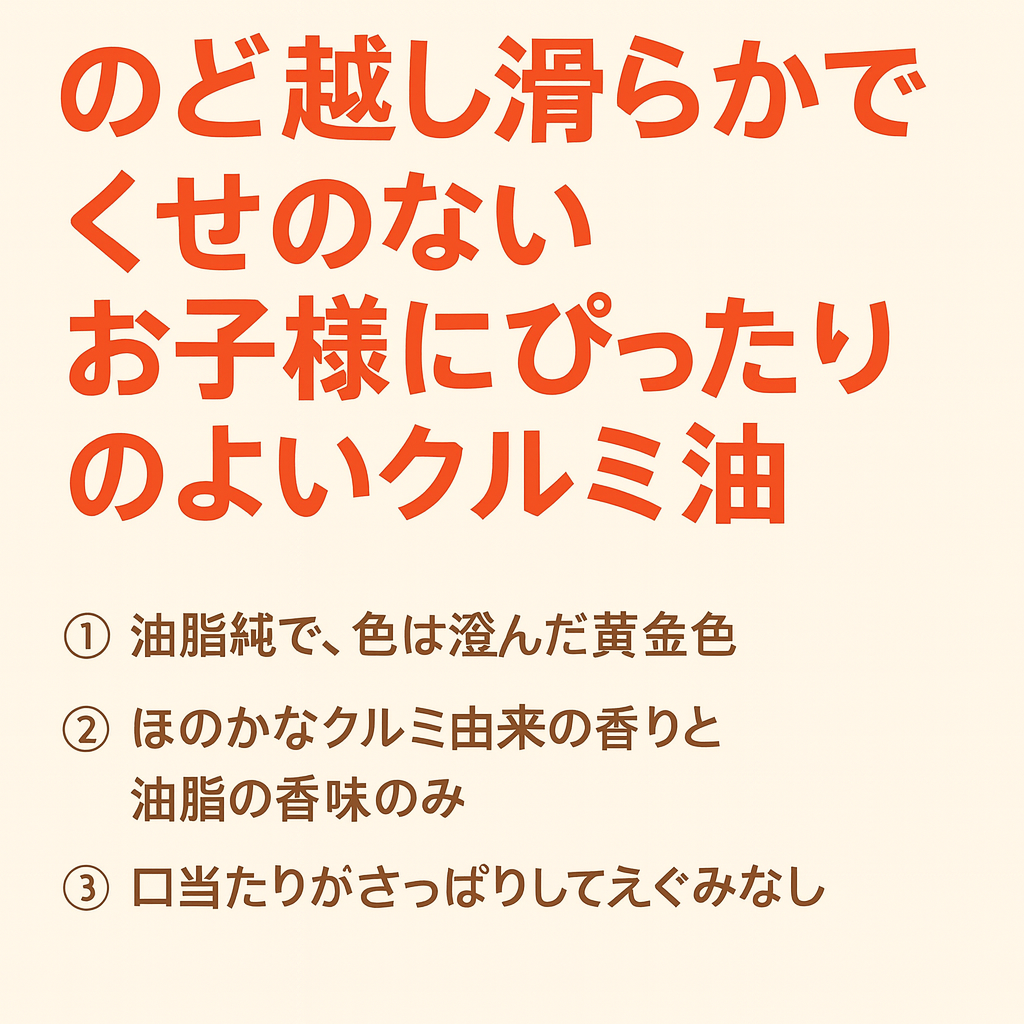 のど越し滑らかで
くせのない
お子様にぴったり
のよいクルミ油
① 油脂純で、色は澄んだ黄金色
② ほのかなクルミ由来の香りと
油脂の香味のみ
③ 口当たりがさっぱりしてえぐみなし